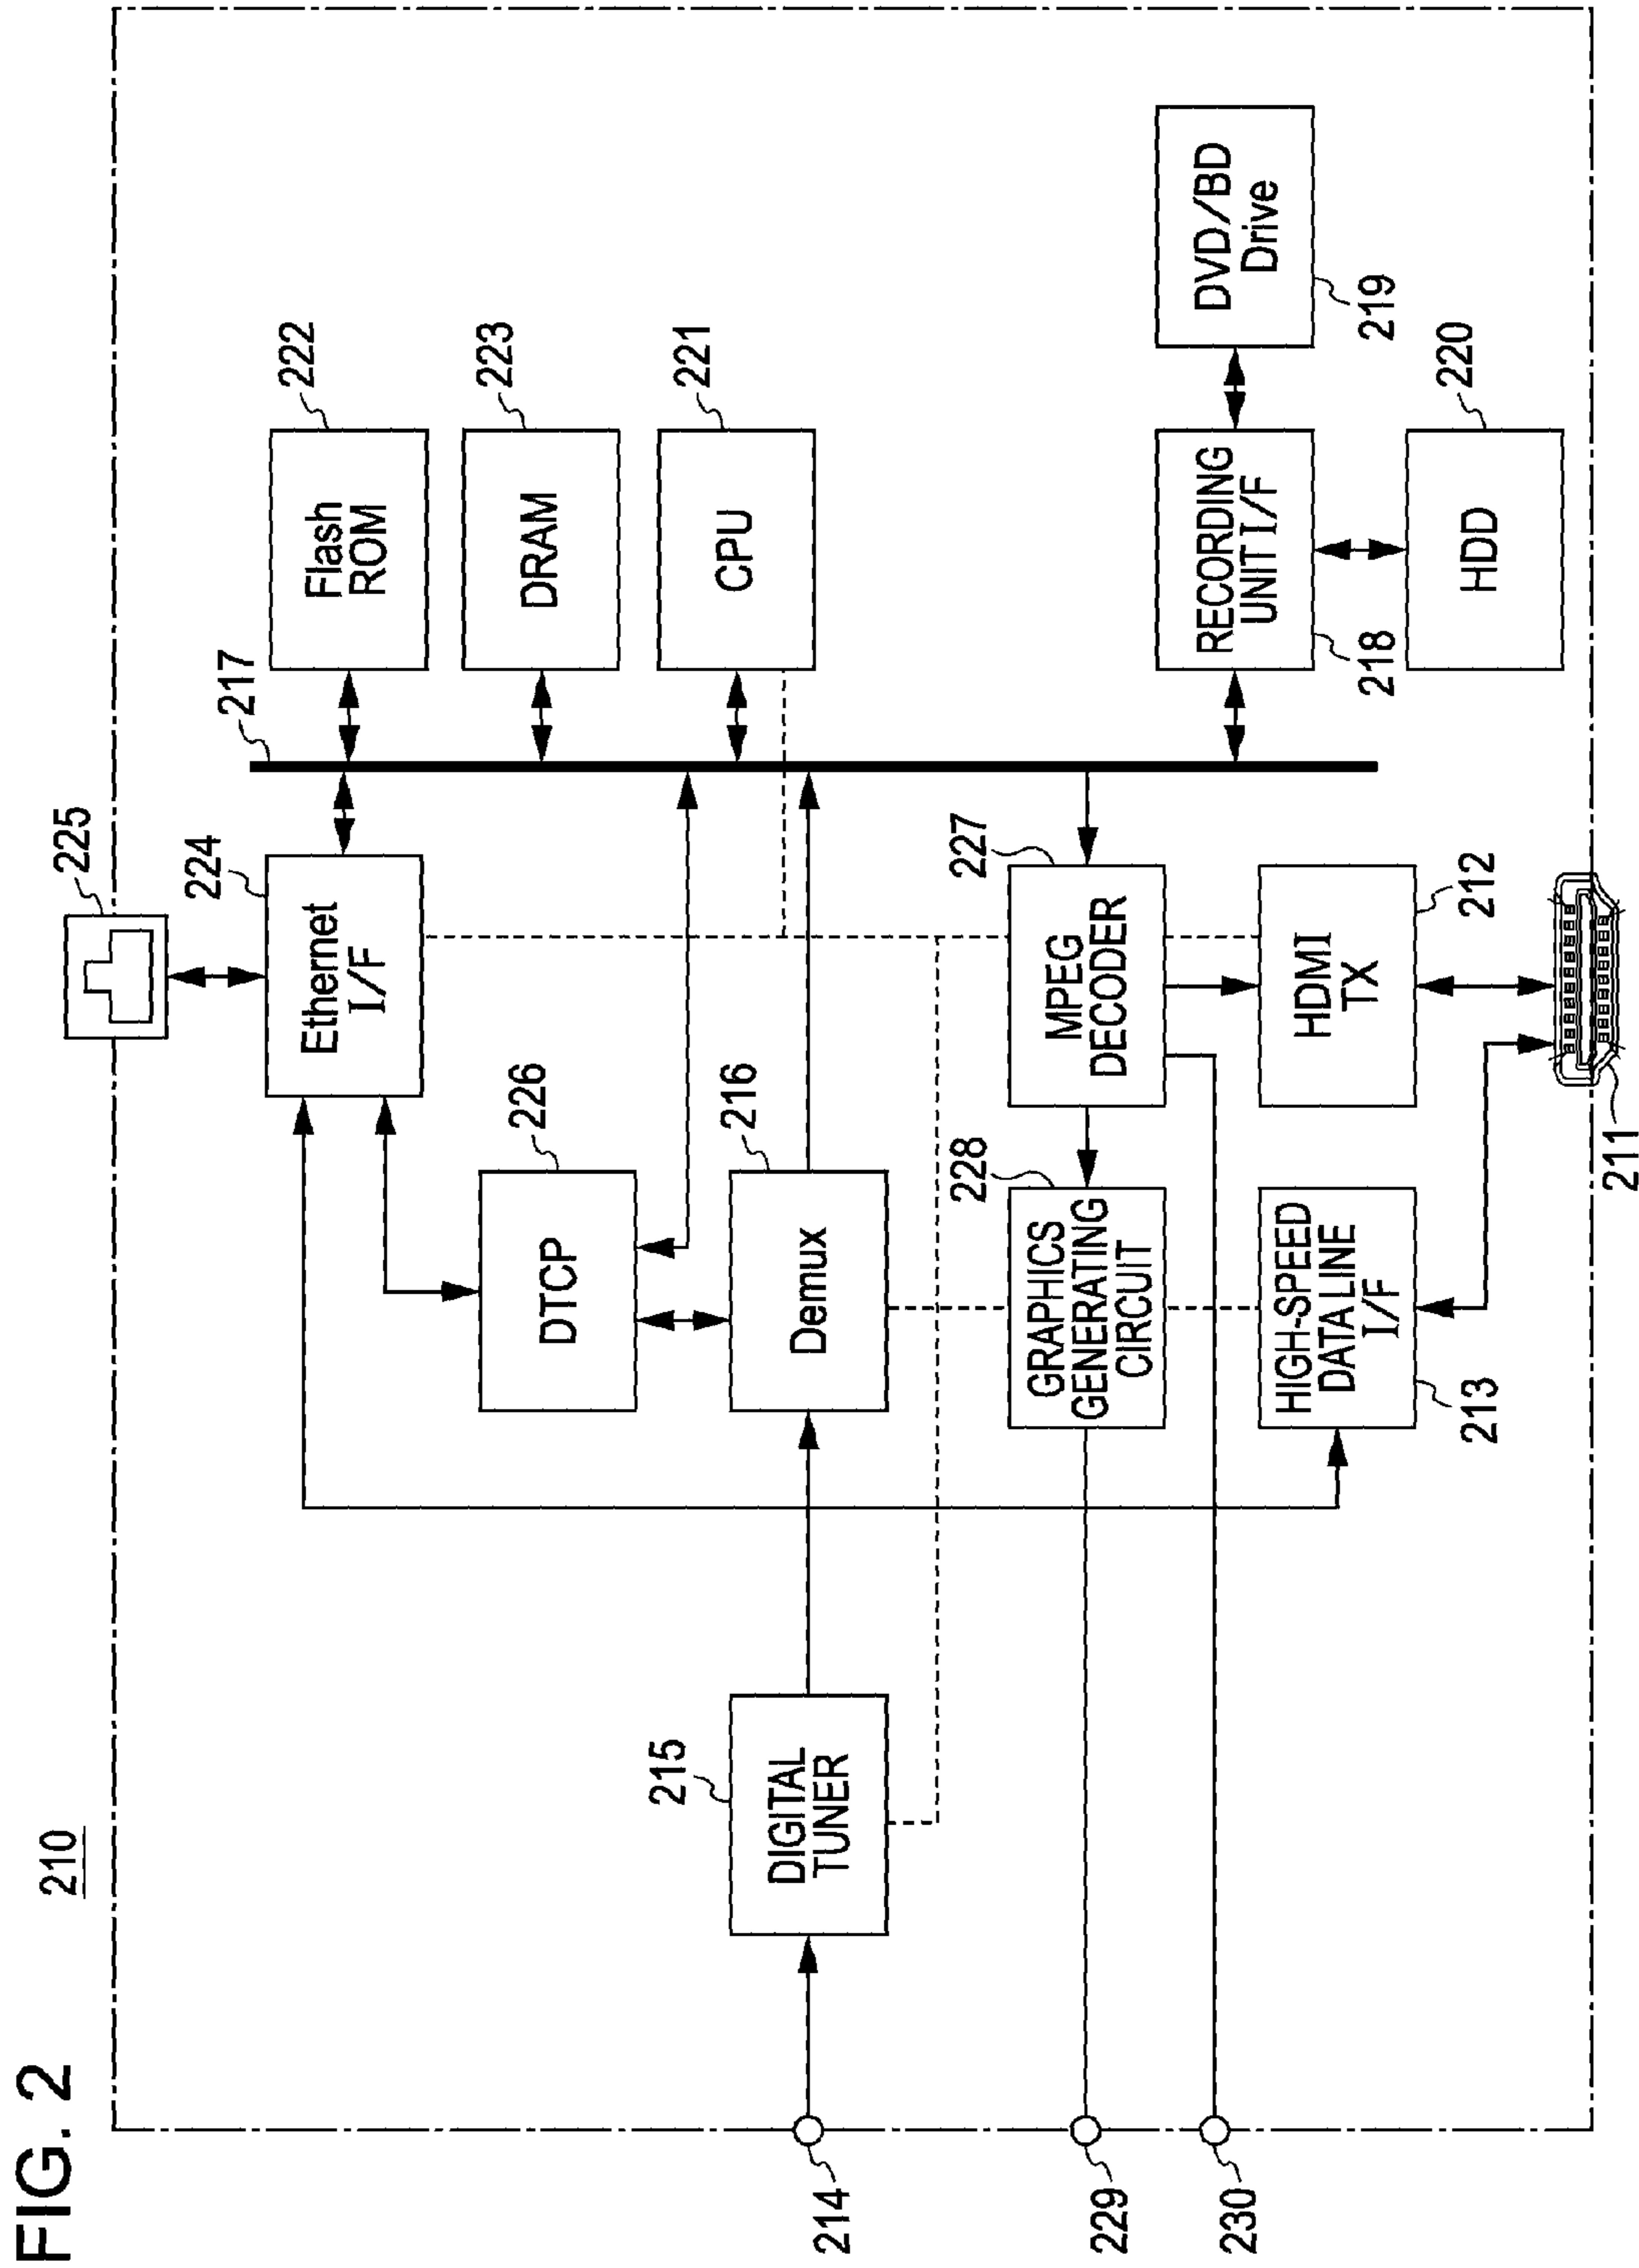 FIG. 2
210
225
224
Ethernet
I/F
217
222
Flash
ROM
226
DTCP
223
DRAM
215
DIGITAL
TUNER
216
Demux
221
CPU
214
228
GRAPHICS
GENERATING
CIRCUIT
227
MPEG
DECODER
RECORDING
UNIT I/F
218
DVD/BD
Drive
219
229
230
HIGH-SPEED
DATA LINE
I/F
213
HDMI
TX
212
HDD
220
211